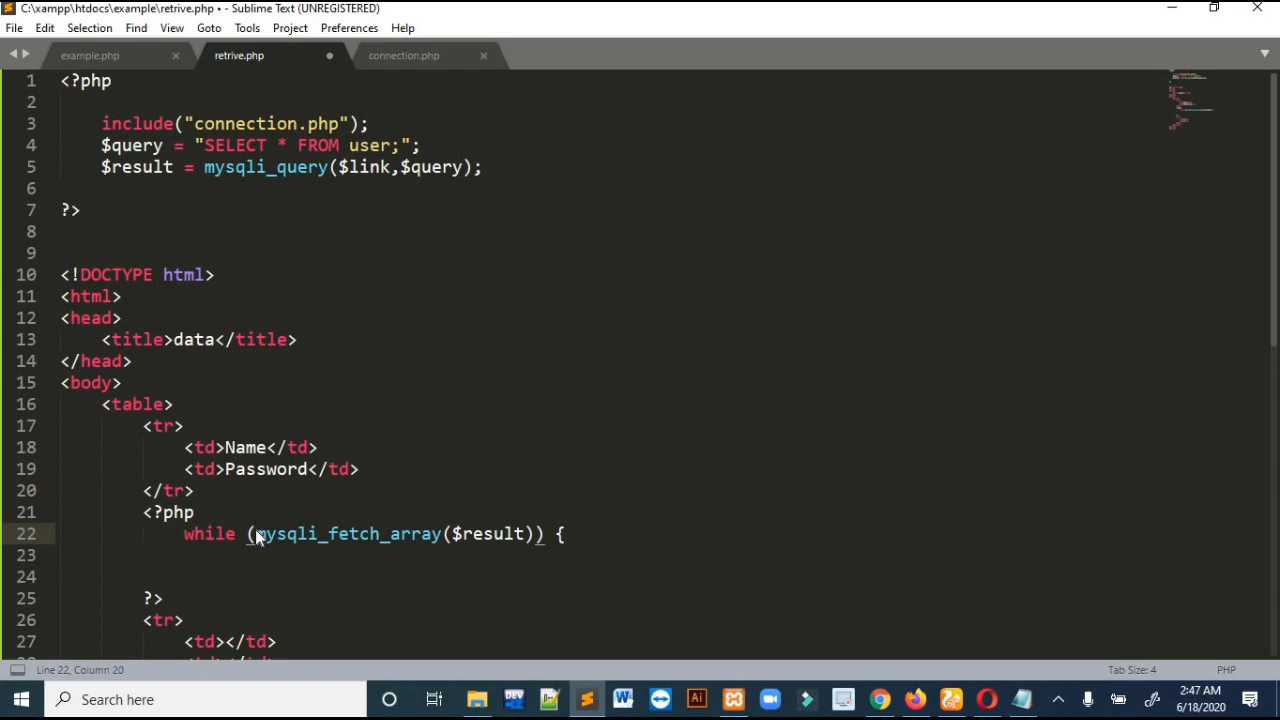 C:\xampp\htdocs\example\retrive.php • - Sublime Text (UNREGISTERED)
File Edit Selection Find View Goto Tools Project Preferences Help
example.php retrive.php connection.php
1 <?php
2
3 include("connection.php");
4 $query = "SELECT * FROM user;";
5 $result = mysqli_query($link,$query);
6
7 ?>
8
9
10 <!DOCTYPE html>
11 <html>
12 <head>
13 <title>data</title>
14 </head>
15 <body>
16 <table>
17 <tr>
18 <td>Name</td>
19 <td>Password</td>
20 </tr>
21 <?php
22 while (mysqli_fetch_array($result)) {
23
24
25 ?>
26 <tr>
27 <td></td>
Line 22, Column 20 Tab Size: 4 PHP
Search here
DEV
W
Ai
2:47 AM
6/18/2020